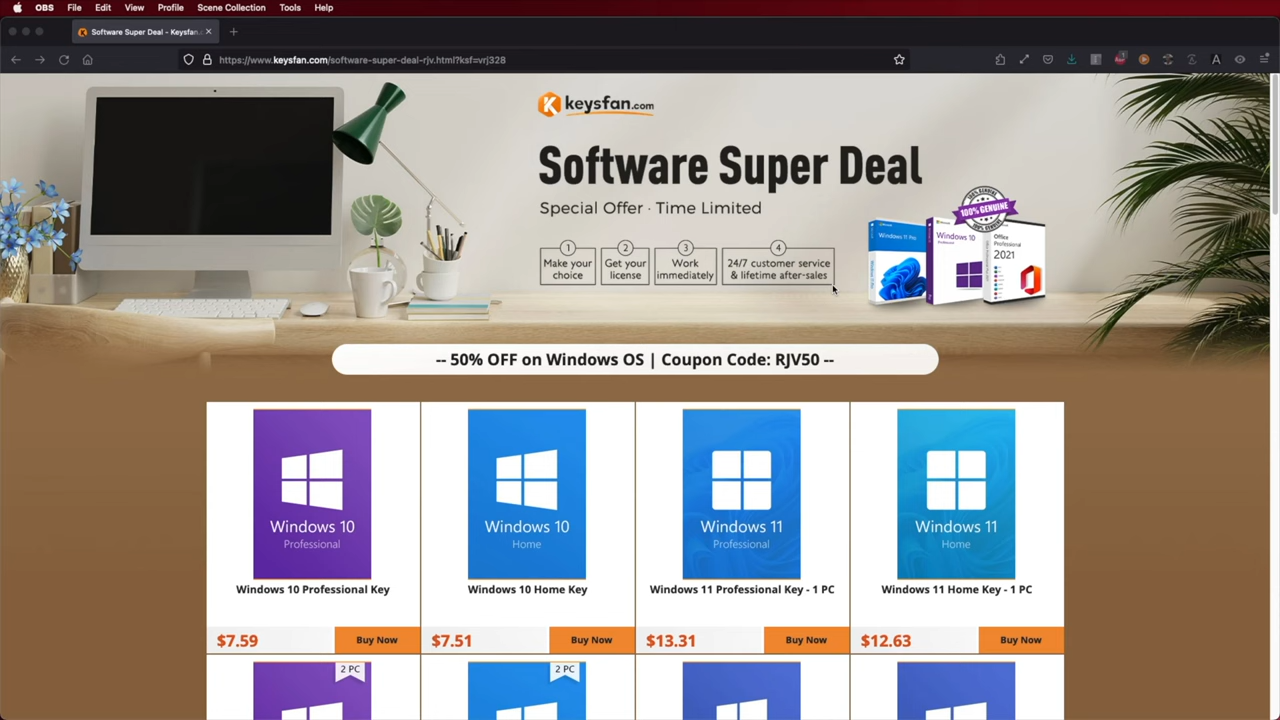 OBS File Edit View Profile Scene Collection Tools Help
Software Super Deal - Keysfan.
https://www.keysfan.com/software-super-deal-rjv.html?ksf=vrj328
keysfan.com
Software Super Deal
Special Offer · Time Limited
1 2 3 4
Make your choice
Get your license
Work immediately
24/7 customer service & lifetime after-sales
100% GENUINE
Windows 11 Pro
Windows 10
Office
Professional
2021
-- 50% OFF on Windows OS | Coupon Code: RJV50 --
Windows 10
Professional
Windows 10
Home
Windows 11
Professional
Windows 11
Home
Windows 10 Professional Key
Windows 10 Home Key
Windows 11 Professional Key - 1 PC
Windows 11 Home Key - 1 PC
$7.59 Buy Now
$7.51 Buy Now
$13.31 Buy Now
$12.63 Buy Now
2 PC
2 PC